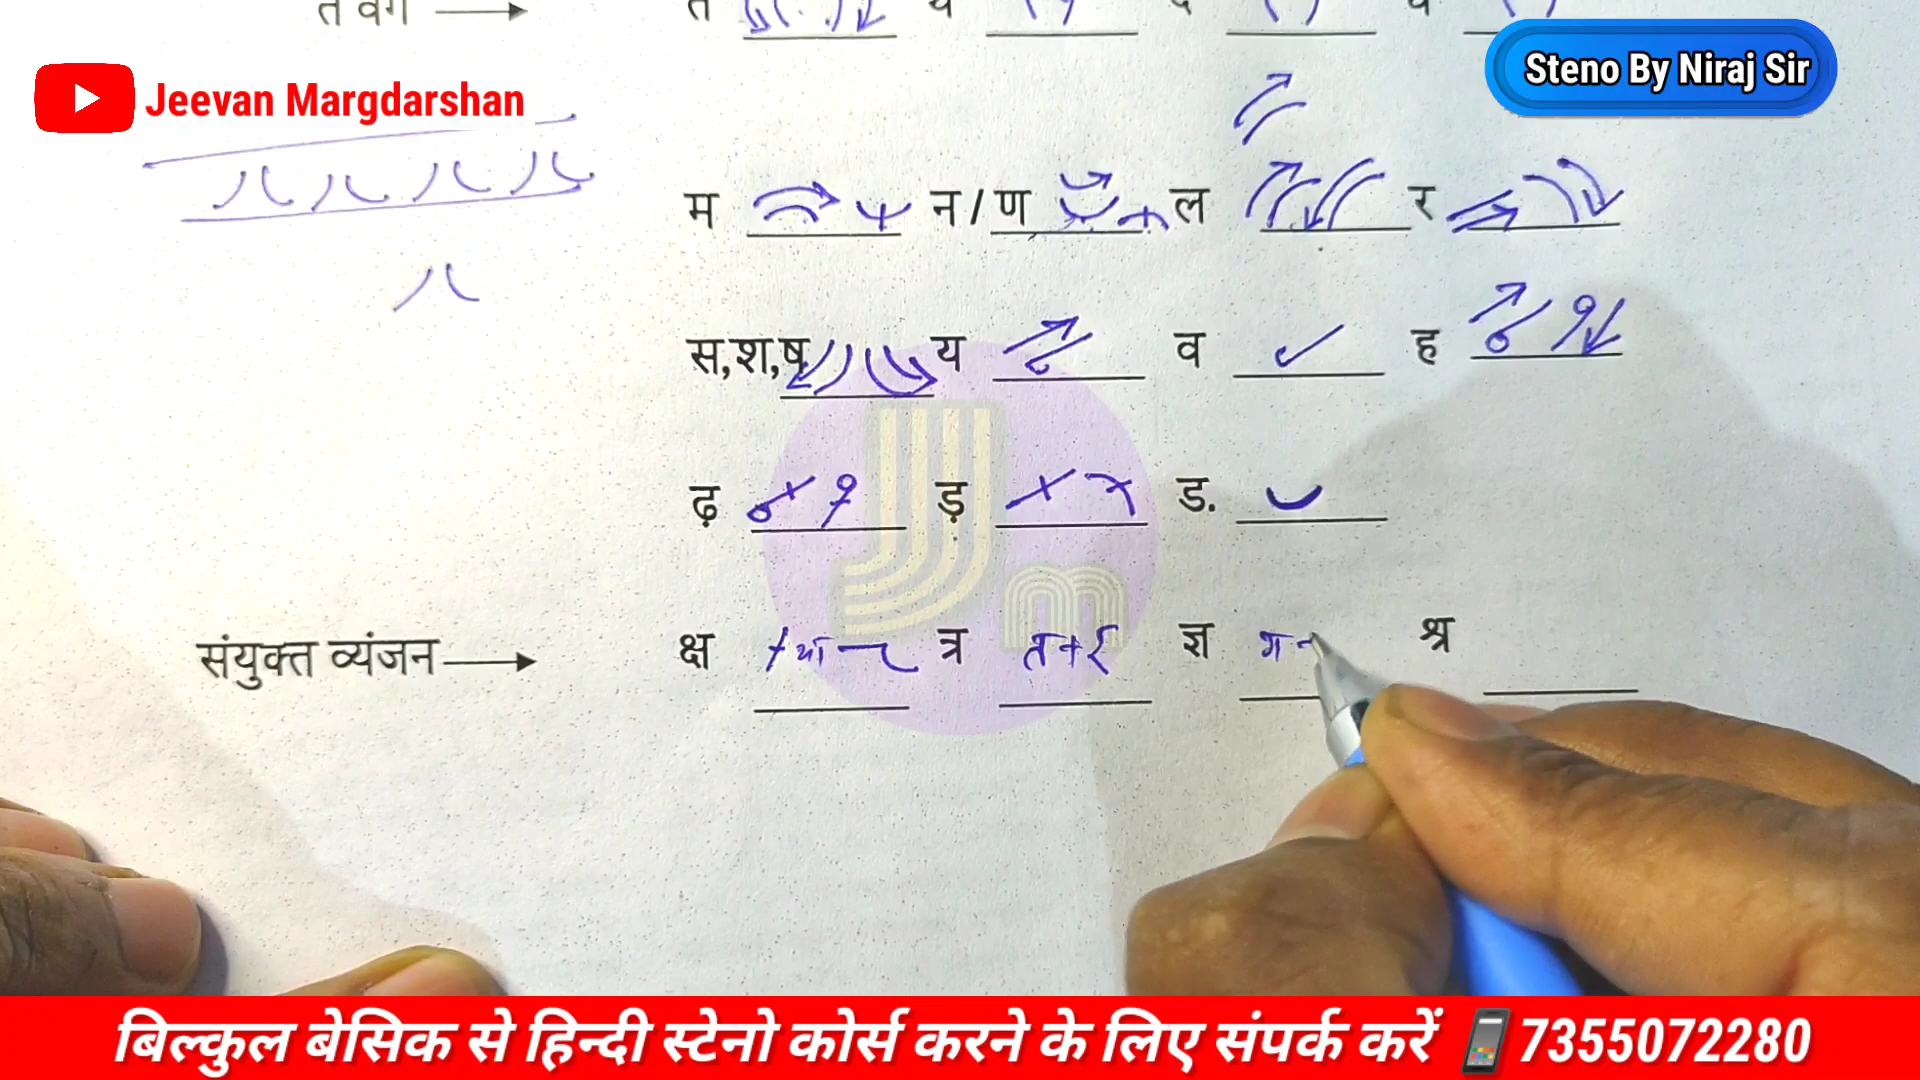 त वर्ग त थ द ध
Steno By Niraj Sir
Jeevan Margdarshan
म न / ण ल र
स,श,ष य व ह
ढ़ ड़ ड.
संयुक्त व्यंजन क्ष त्र त+र ज्ञ ग श्र
बिल्कुल बेसिक से हिन्दी स्टेनो कोर्स करने के लिए संपर्क करें 7355072280